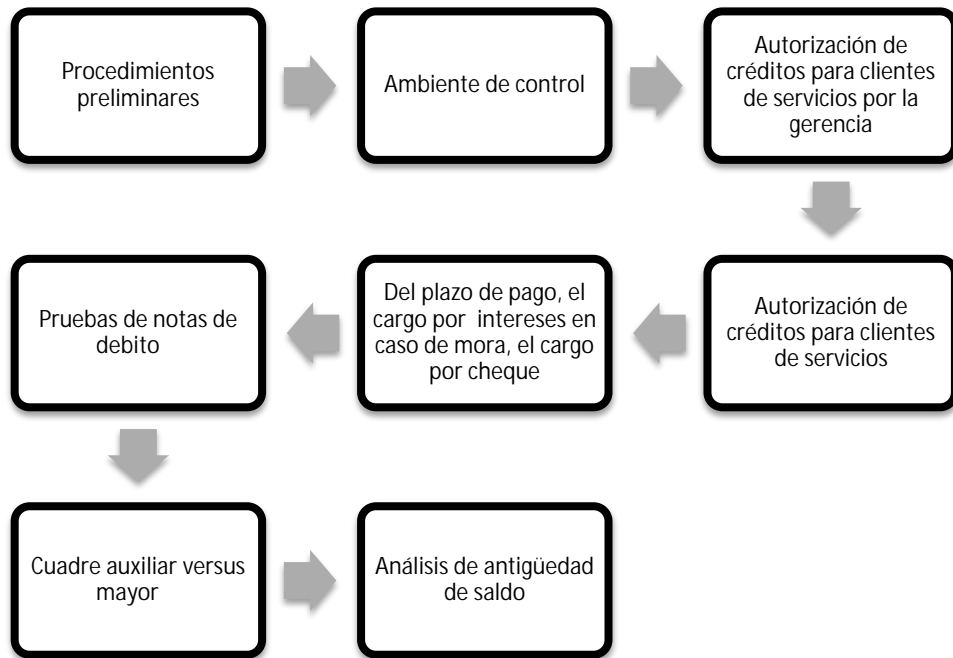 Procedimientos
preliminares
Ambiente de control
Autorización de
créditos para clientes
de servicios por la
gerencia
Autorización de
créditos para clientes
de servicios
Del plazo de pago, el
cargo por intereses en
caso de mora, el cargo
por cheque
Pruebas de notas de
debito
Cuadre auxiliar versus
mayor
Análisis de antigüedad
de saldo